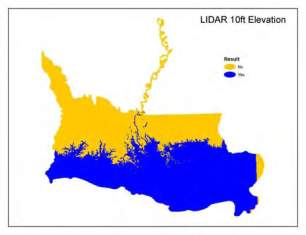 LIDAR 10ft Elevation
Result
No
Yes